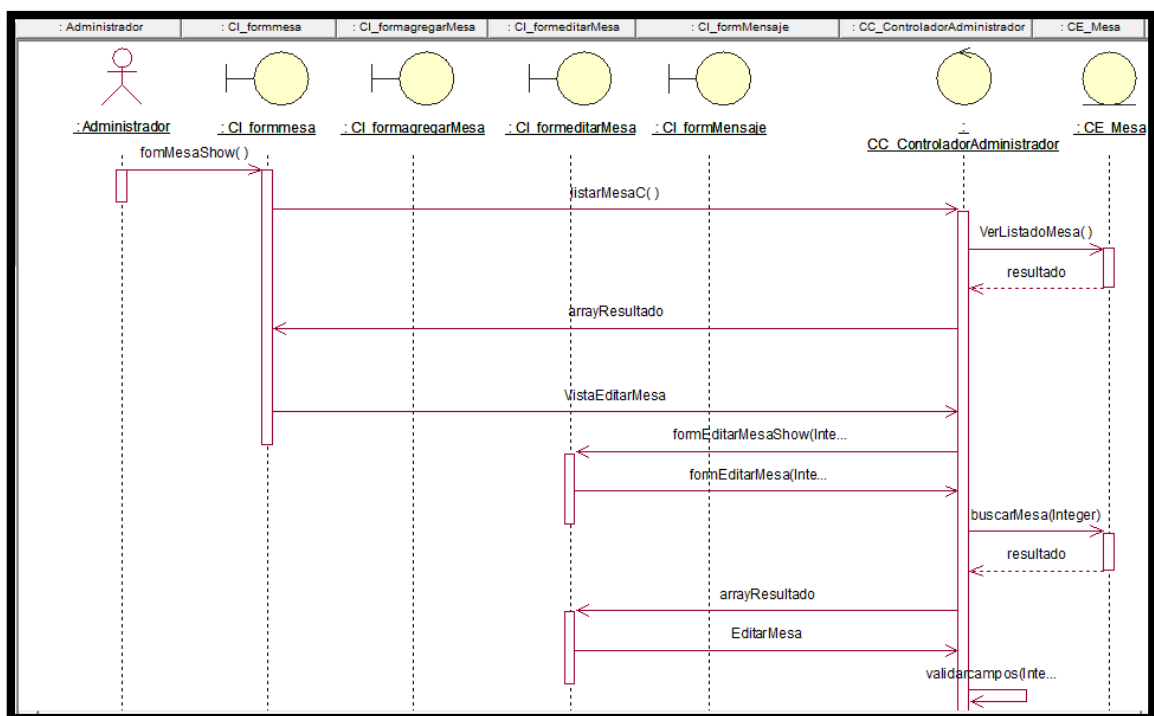 : Administrador
: CI_formmesa
: CI_formagregarMesa
: CI_formeditarMesa
: CI_formMensaje
: CC_ControladorAdministrador
: CE_Mesa
: Administrador
: CI_formmesa
: CI_formagregarMesa
: CI_formeditarMesa
: CI_formMensaje
:
CC_ControladorAdministrador
: CE_Mesa
fomMesaShow( )
listarMesaC( )
VerListadoMesa( )
resultado
arrayResultado
VistaEditarMesa
formEditarMesaShow(Inte...
formEditarMesa(Inte...
buscarMesa(Integer)
resultado
arrayResultado
EditarMesa
validarcampos(Inte...